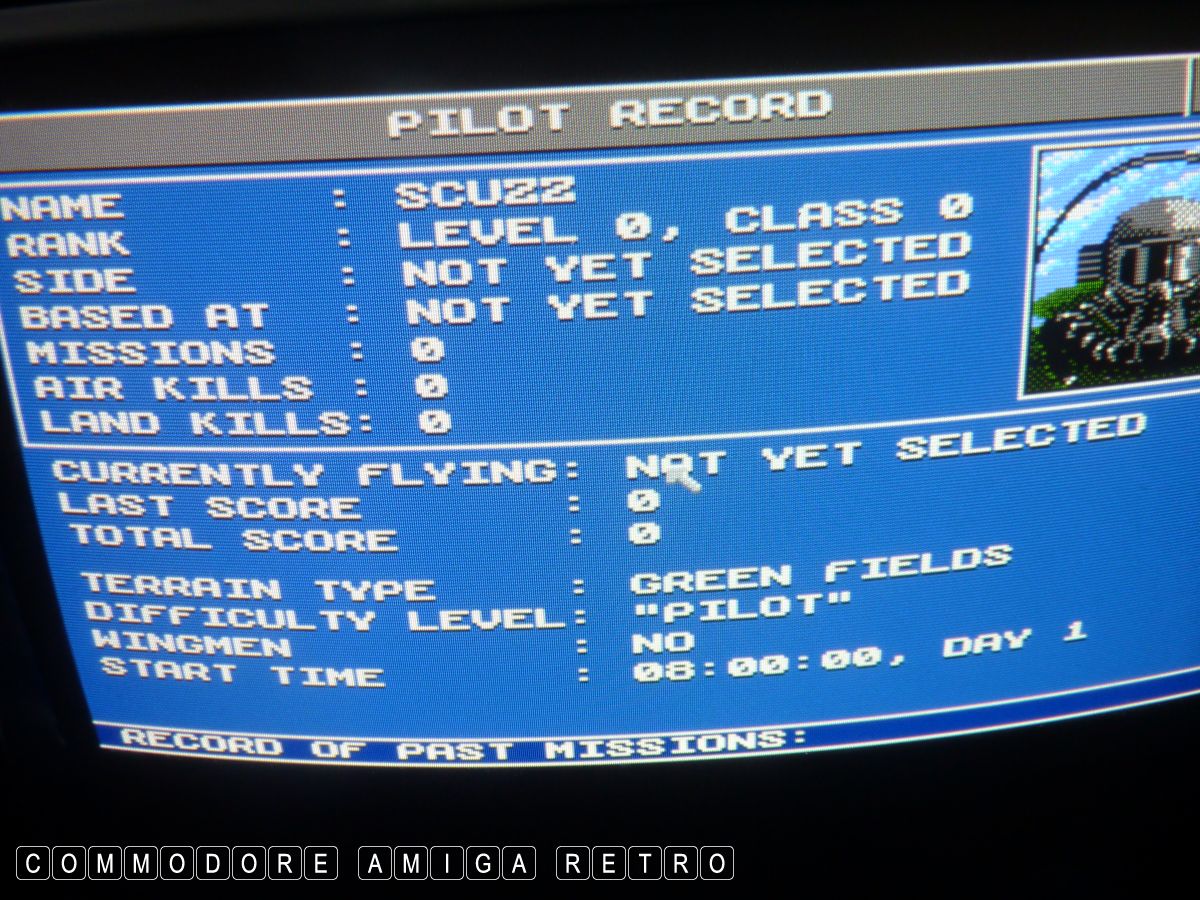 PILOT RECORD
NAME : SCUZZ
RANK : LEVEL 0, CLASS 0
SIDE : NOT YET SELECTED
BASED AT : NOT YET SELECTED
MISSIONS : 0
AIR KILLS : 0
LAND KILLS: 0
CURRENTLY FLYING: NOT YET SELECTED
LAST SCORE : 0
TOTAL SCORE : 0
TERRAIN TYPE : GREEN FIELDS
DIFFICULTY LEVEL: "PILOT"
WINGMEN : NO
START TIME : 08:00:00, DAY 1
RECORD OF PAST MISSIONS:
COMMODORE AMIGA RETRO